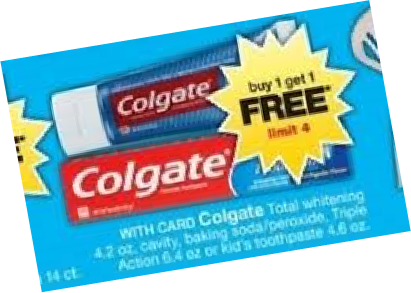 Colgate
buy 1 get 1
FREE*
limit 4
Colgate
WITH CARD Colgate Total whitening
4.2 oz, cavity, baking soda/peroxide, Triple
Action 6.4 oz or kid's toothpaste 4.6 oz.
14 ct.